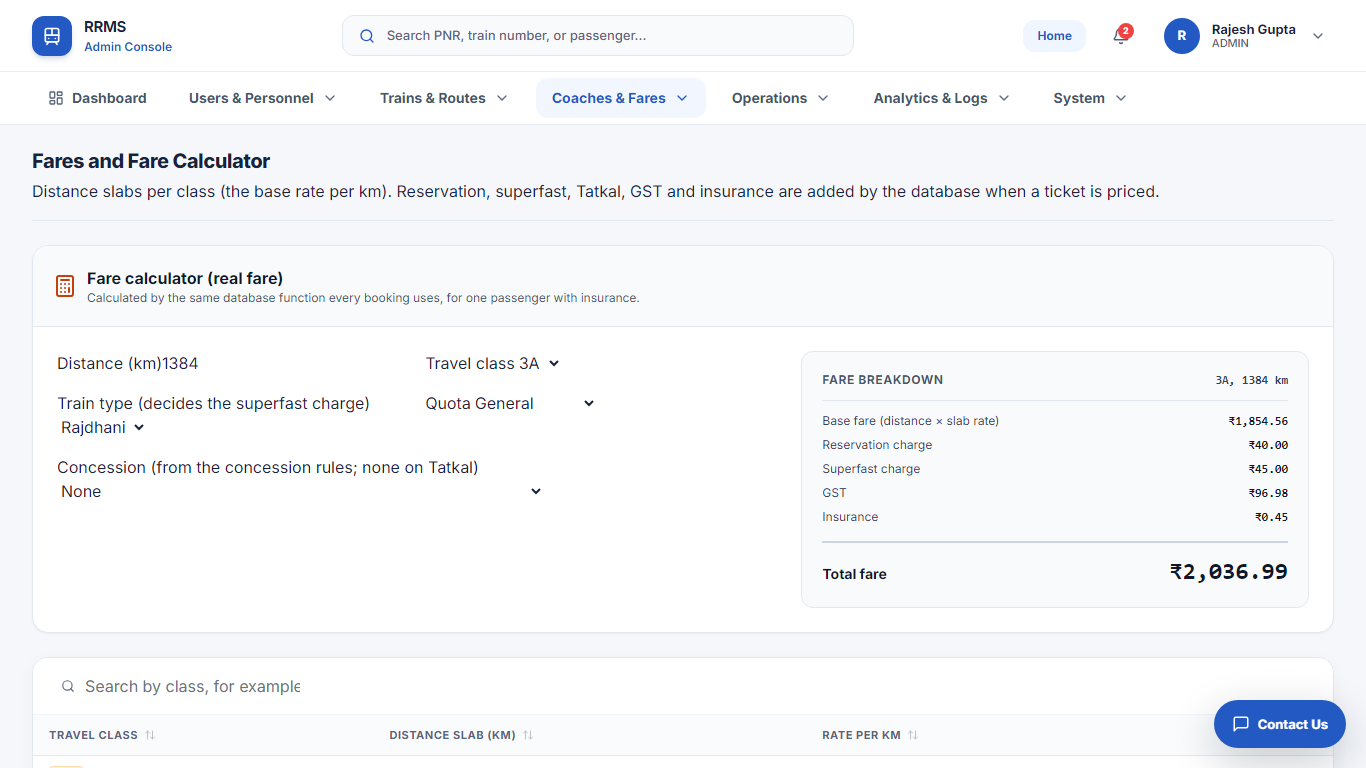 RRMS
Admin Console
Search PNR, train number, or passenger...
Home
2
R
Rajesh Gupta
ADMIN
Dashboard
Users & Personnel
Trains & Routes
Coaches & Fares
Operations
Analytics & Logs
System
Fares and Fare Calculator
Distance slabs per class (the base rate per km). Reservation, superfast, Tatkal, GST and insurance are added by the database when a ticket is priced.
Fare calculator (real fare)
Calculated by the same database function every booking uses, for one passenger with insurance.
Distance (km)1384
Travel class 3A
Train type (decides the superfast charge)
Rajdhani
Quota General
Concession (from the concession rules; none on Tatkal)
None
FARE BREAKDOWN 3A, 1384 km
Base fare (distance × slab rate) ₹1,854.56
Reservation charge ₹40.00
Superfast charge ₹45.00
GST ₹96.98
Insurance ₹0.45
Total fare ₹2,036.99
Search by class, for example
TRAVEL CLASS DISTANCE SLAB (KM) RATE PER KM
Contact Us